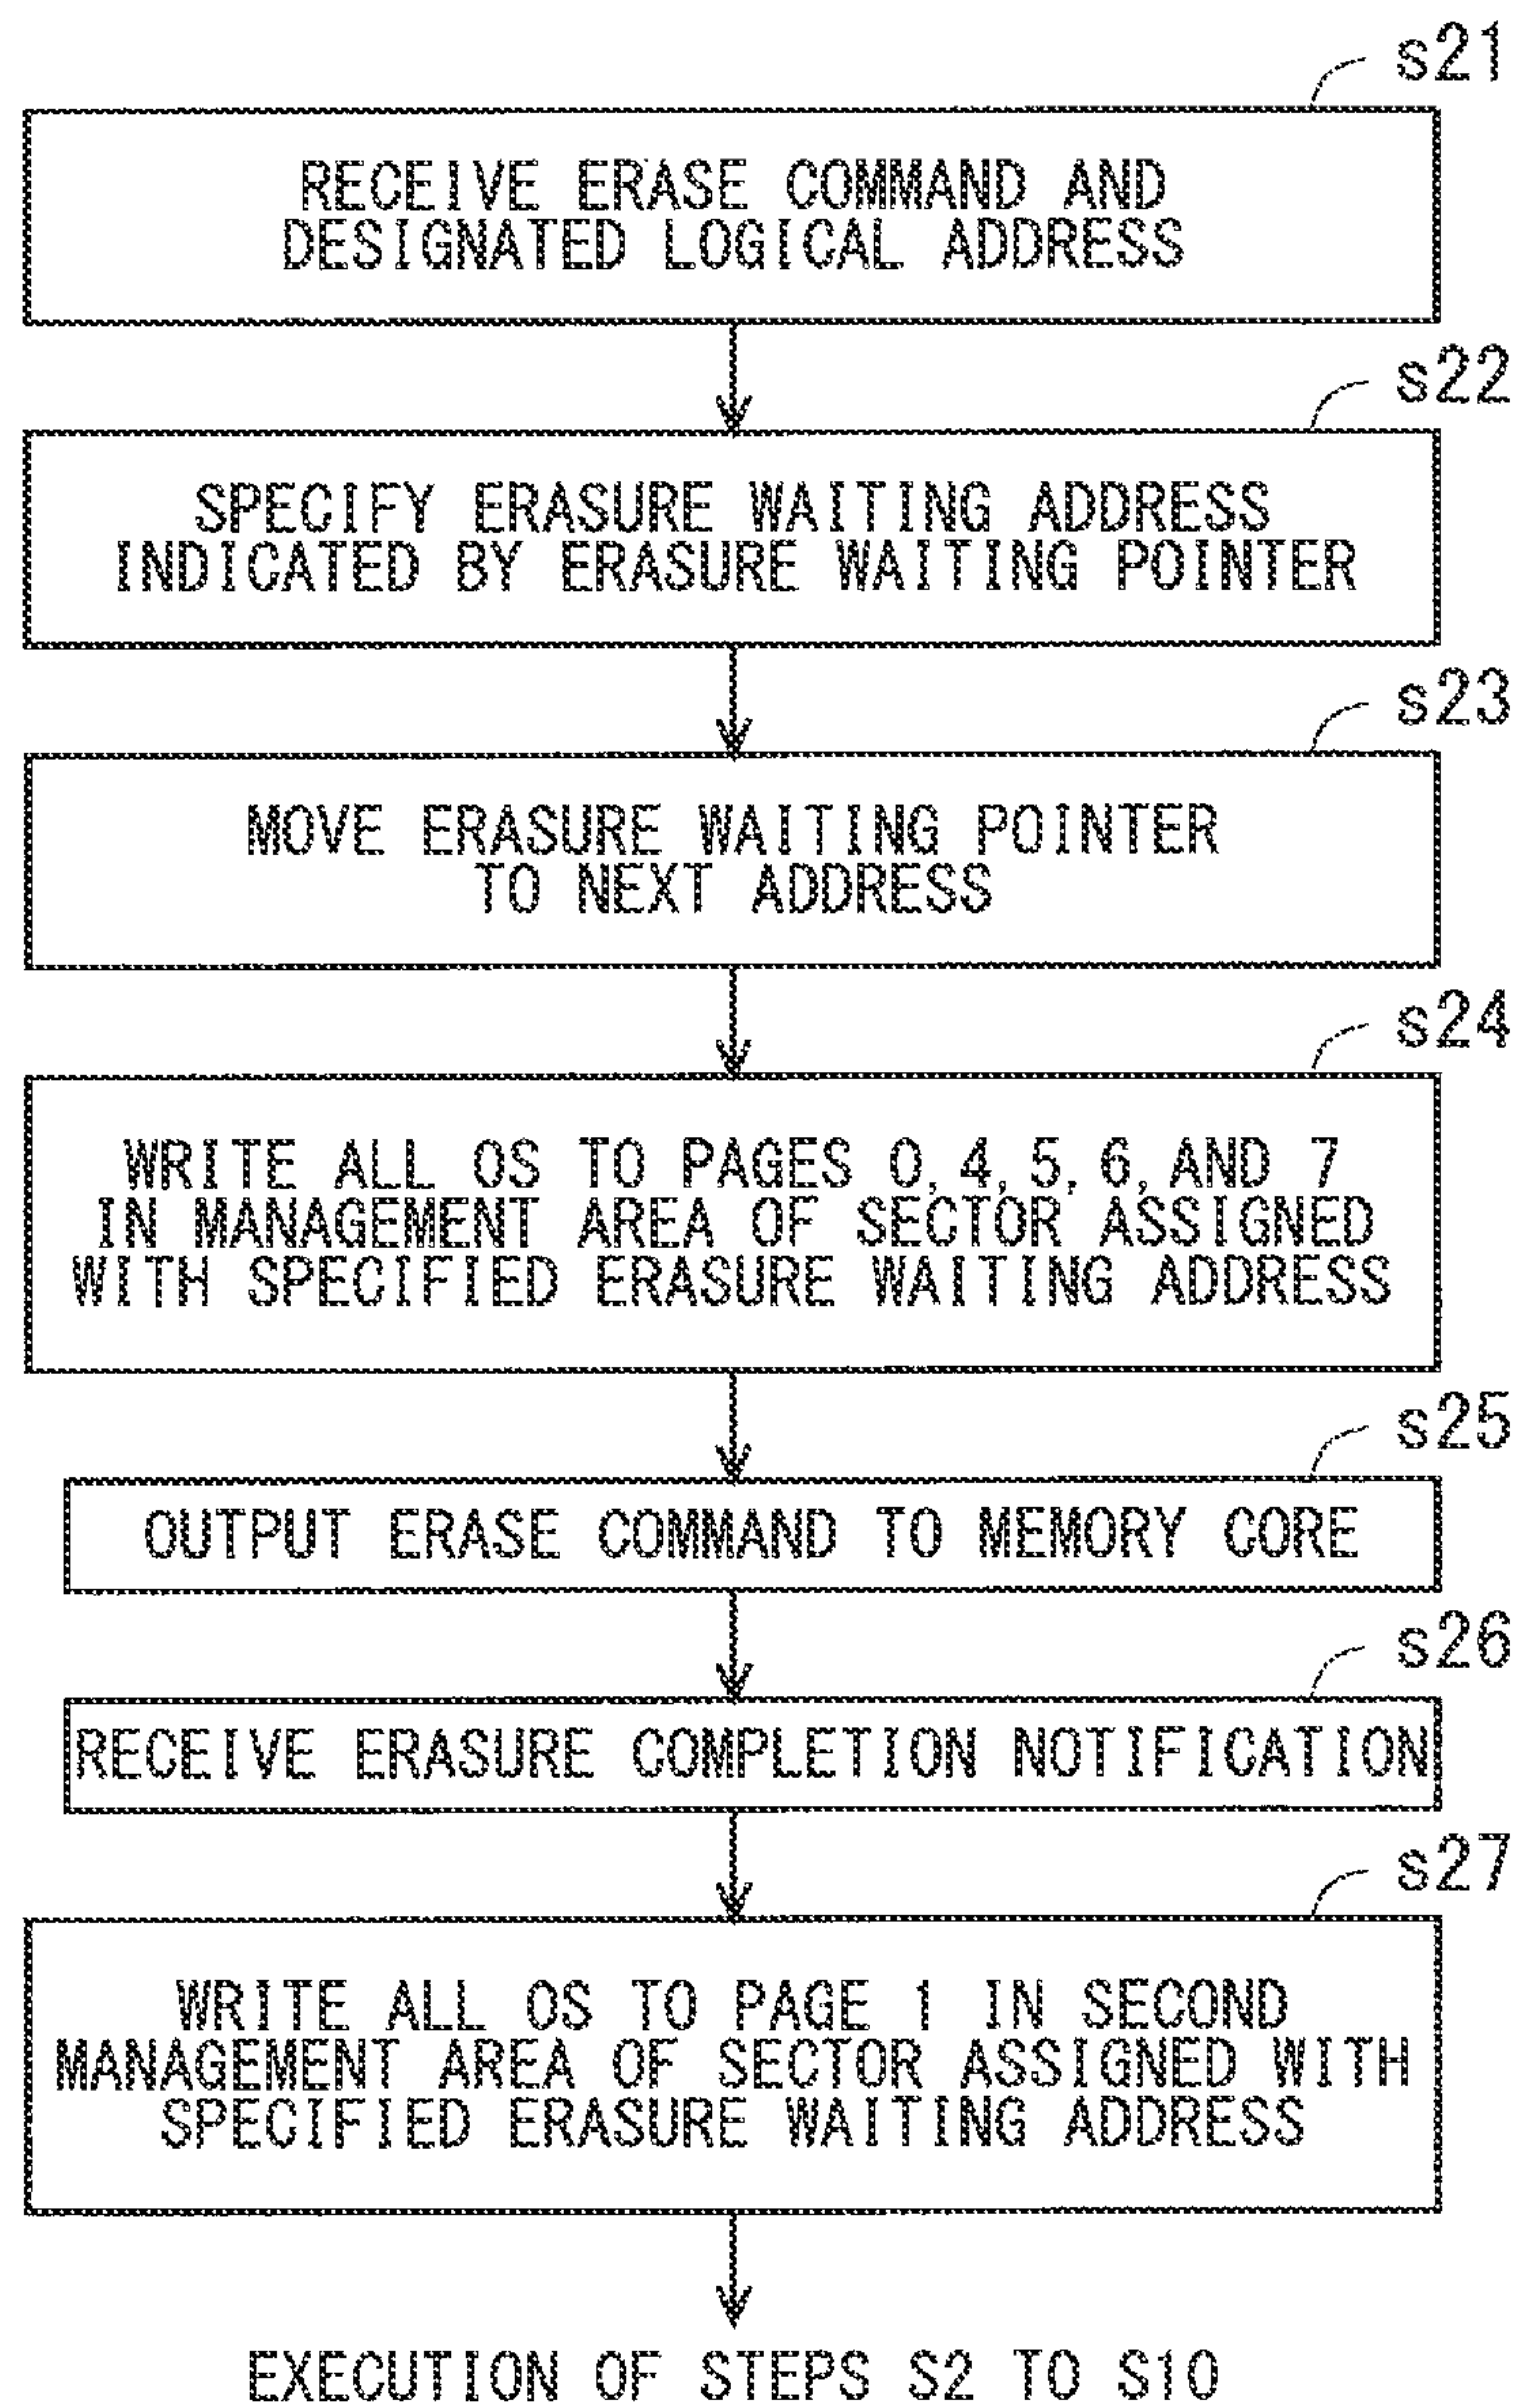 s21
RECEIVE ERASE COMMAND AND
DESIGNATED LOGICAL ADDRESS
s22
SPECIFY ERASURE WAITING ADDRESS
INDICATED BY ERASURE WAITING POINTER
s23
MOVE ERASURE WAITING POINTER
TO NEXT ADDRESS
s24
WRITE ALL 0S TO PAGES 0, 4, 5, 6, AND 7
IN MANAGEMENT AREA OF SECTOR ASSIGNED
WITH SPECIFIED ERASURE WAITING ADDRESS
s25
OUTPUT ERASE COMMAND TO MEMORY CORE
s26
RECEIVE ERASURE COMPLETION NOTIFICATION
s27
WRITE ALL 0S TO PAGE 1 IN SECOND
MANAGEMENT AREA OF SECTOR ASSIGNED WITH
SPECIFIED ERASURE WAITING ADDRESS
EXECUTION OF STEPS S2 TO S10